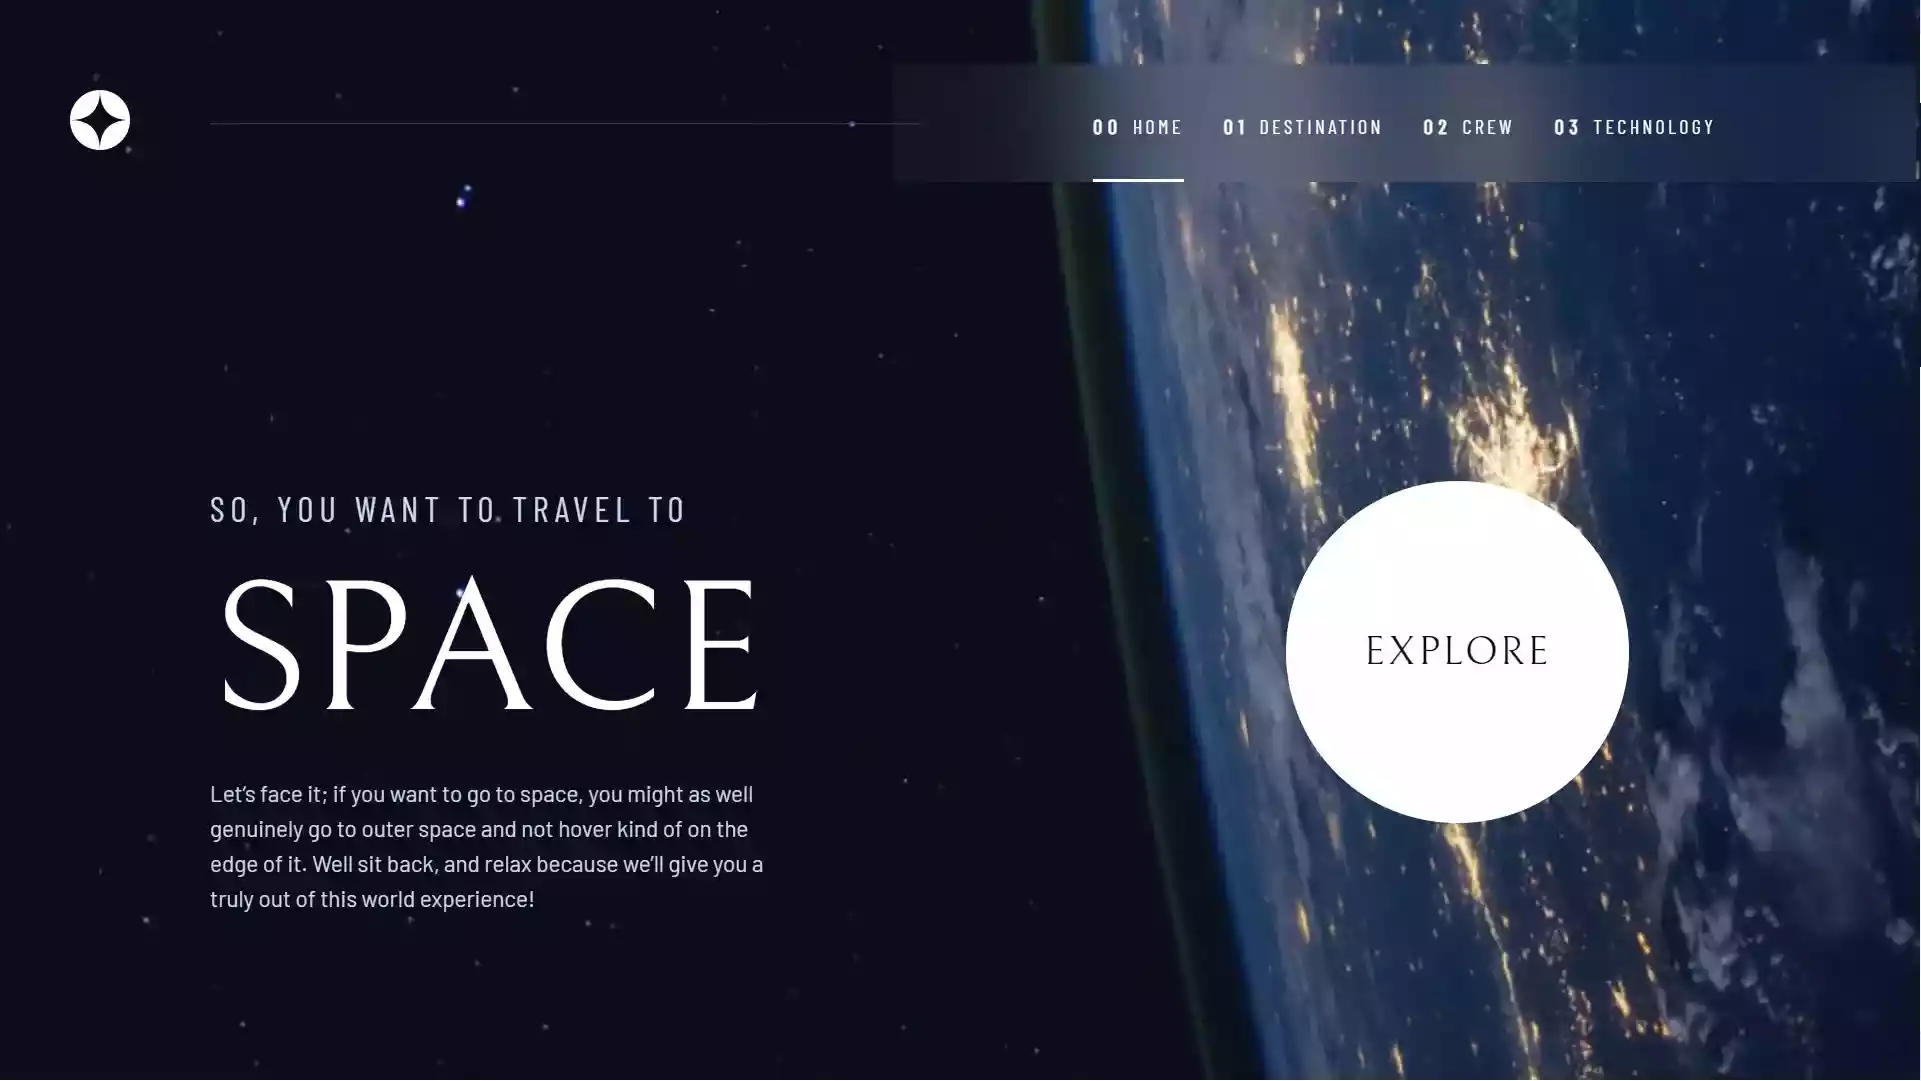 00 HOME 01 DESTINATION 02 CREW 03 TECHNOLOGY
SO, YOU WANT TO TRAVEL TO
SPACE
Let’s face it; if you want to go to space, you might as well
genuinely go to outer space and not hover kind of on the
edge of it. Well sit back, and relax because we’ll give you a
truly out of this world experience!
EXPLORE